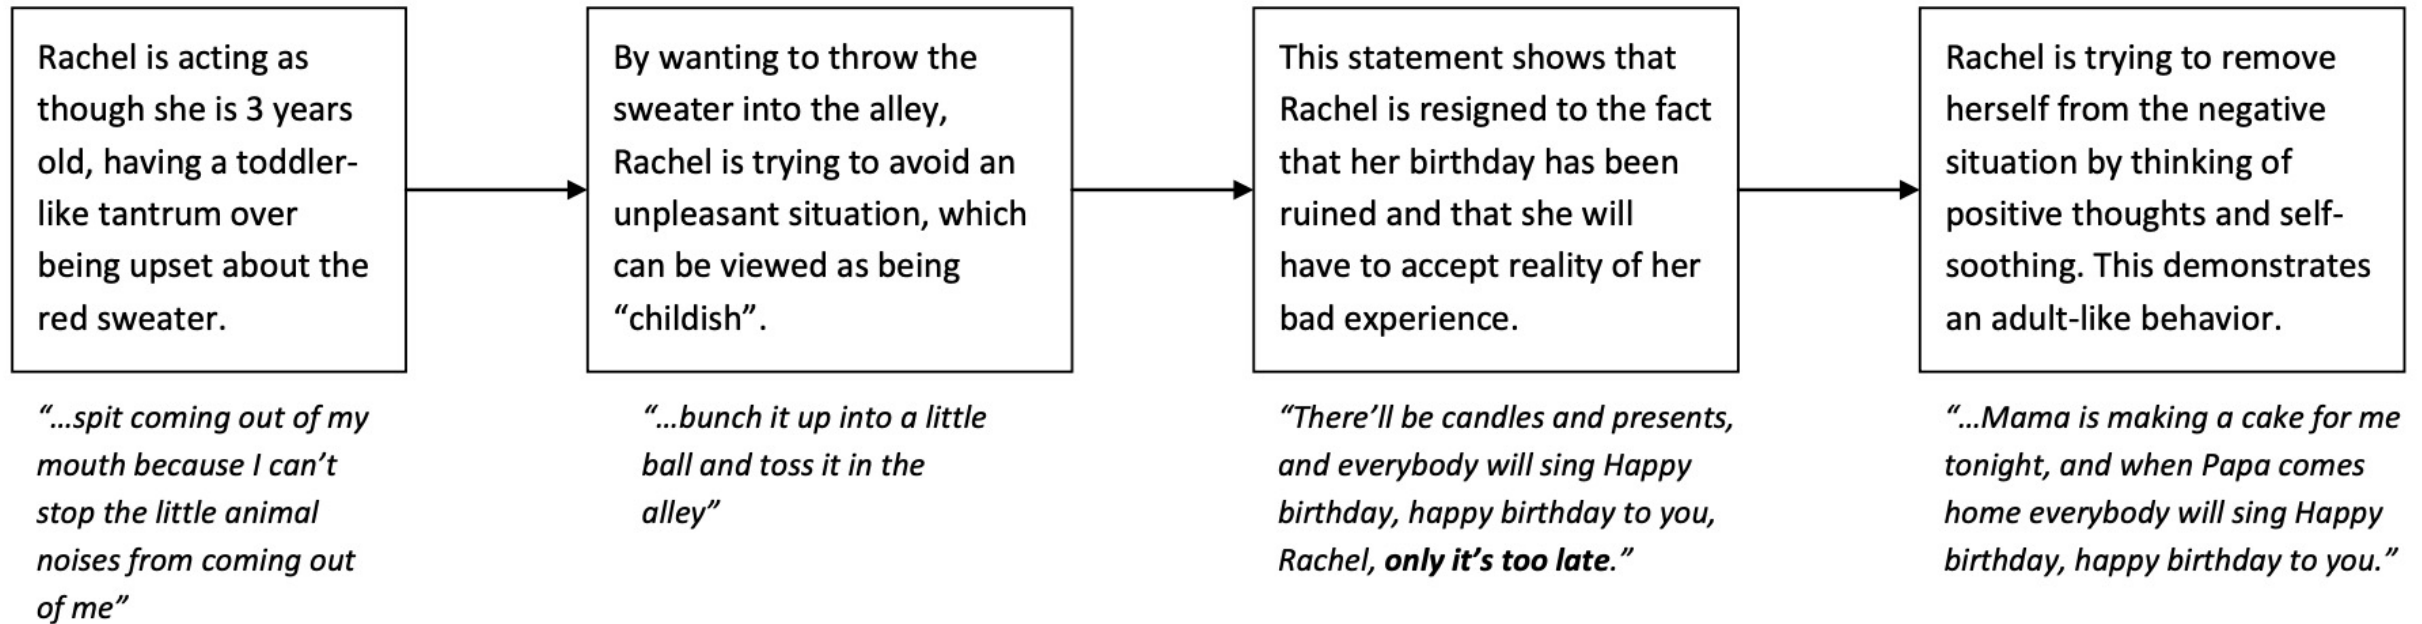 Rachel is acting as
though she is 3 years
old, having a toddler-
like tantrum over
being upset about the
red sweater.
“…spit coming out of my
mouth because I can’t
stop the little animal
noises from coming out
of me”
By wanting to throw the
sweater into the alley,
Rachel is trying to avoid an
unpleasant situation, which
can be viewed as being
“childish”.
“…bunch it up into a little
ball and toss it in the
alley”
This statement shows that
Rachel is resigned to the fact
that her birthday has been
ruined and that she will
have to accept reality of her
bad experience.
“There’ll be candles and presents,
and everybody will sing Happy
birthday, happy birthday to you,
Rachel, only it’s too late.”
Rachel is trying to remove
herself from the negative
situation by thinking of
positive thoughts and self-
soothing. This demonstrates
an adult-like behavior.
“…Mama is making a cake for me
tonight, and when Papa comes
home everybody will sing Happy
birthday, happy birthday to you.”